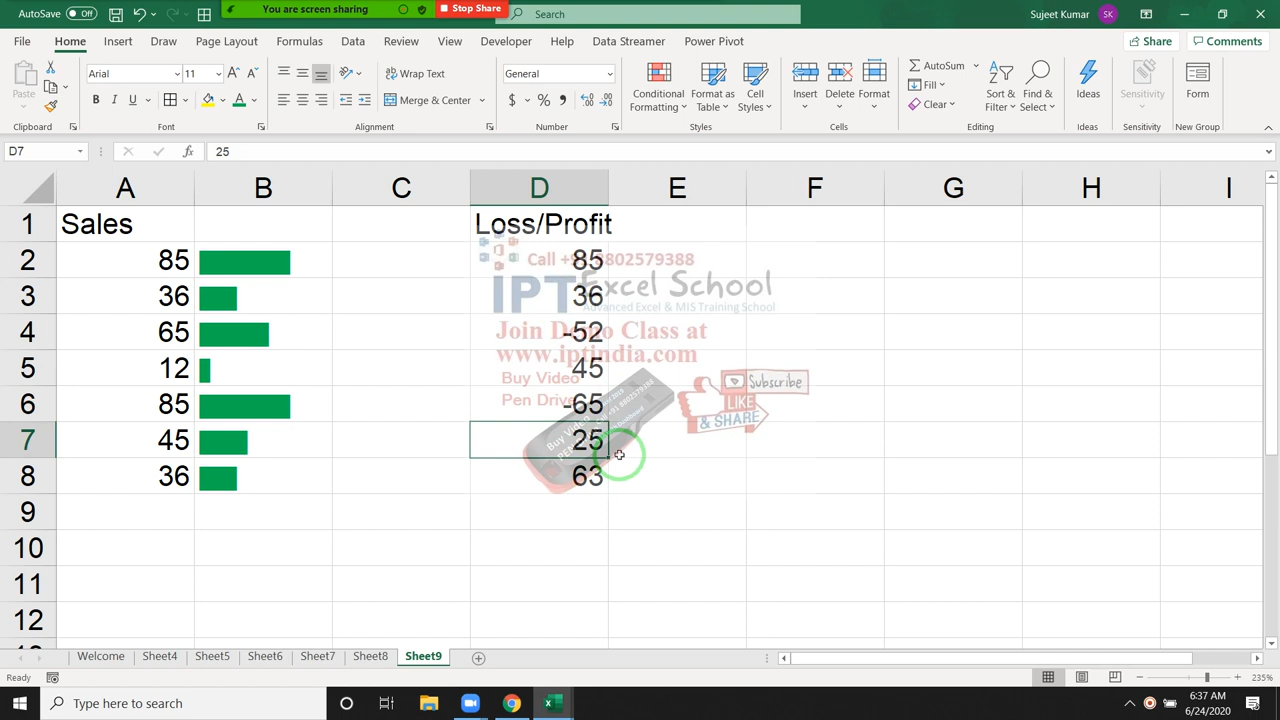 AutoSave Off
You are screen sharing
Stop Share
Search
Sujeet Kumar SK
File Home Insert Draw Page Layout Formulas Data Review View Developer Help Data Streamer Power Pivot
Share Comments
Paste
Arial 11
Wrap Text
Merge & Center
General
Conditional Formatting
Format as Table
Cell Styles
Insert Delete Format
AutoSum
Fill
Clear
Sort & Filter
Find & Select
Ideas
Sensitivity
Form
Clipboard Font Alignment Number Styles Cells Editing Ideas Sensitivity New Group
D7 fx 25
A B C D E F G H I
1 Sales Loss/Profit
2 85 85
3 36 36
4 65 -52
5 12 45
6 85 -65
7 45 25
8 36 63
9
10
11
12
Call +91 8802579388
IPT Excel School
Advanced Excel & MIS Training School
Join Demo Class at
www.iptindia.com
Buy Video
Pen Drive
Subscribe
LIKE
& SHARE
Welcome Sheet4 Sheet5 Sheet6 Sheet7 Sheet8 Sheet9
Ready
235%
Type here to search
6:37 AM
6/24/2020